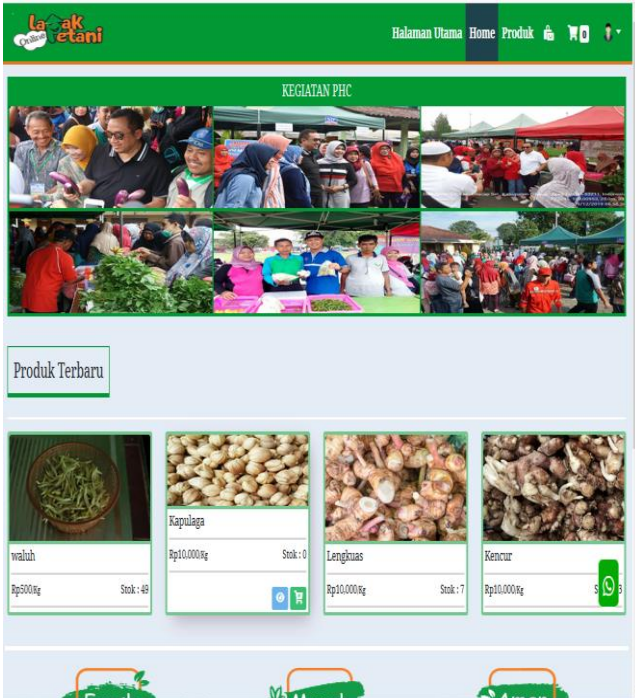 Lapak
Online Petani
Halaman Utama Home Produk 0
KEGIATAN PHC
Produk Terbaru
waluh
Rp500/Kg Stok : 49
Kapulaga
Rp10,000/Kg Stok : 0
Lengkuas
Rp10,000/Kg Stok : 7
Kencur
Rp10,000/Kg